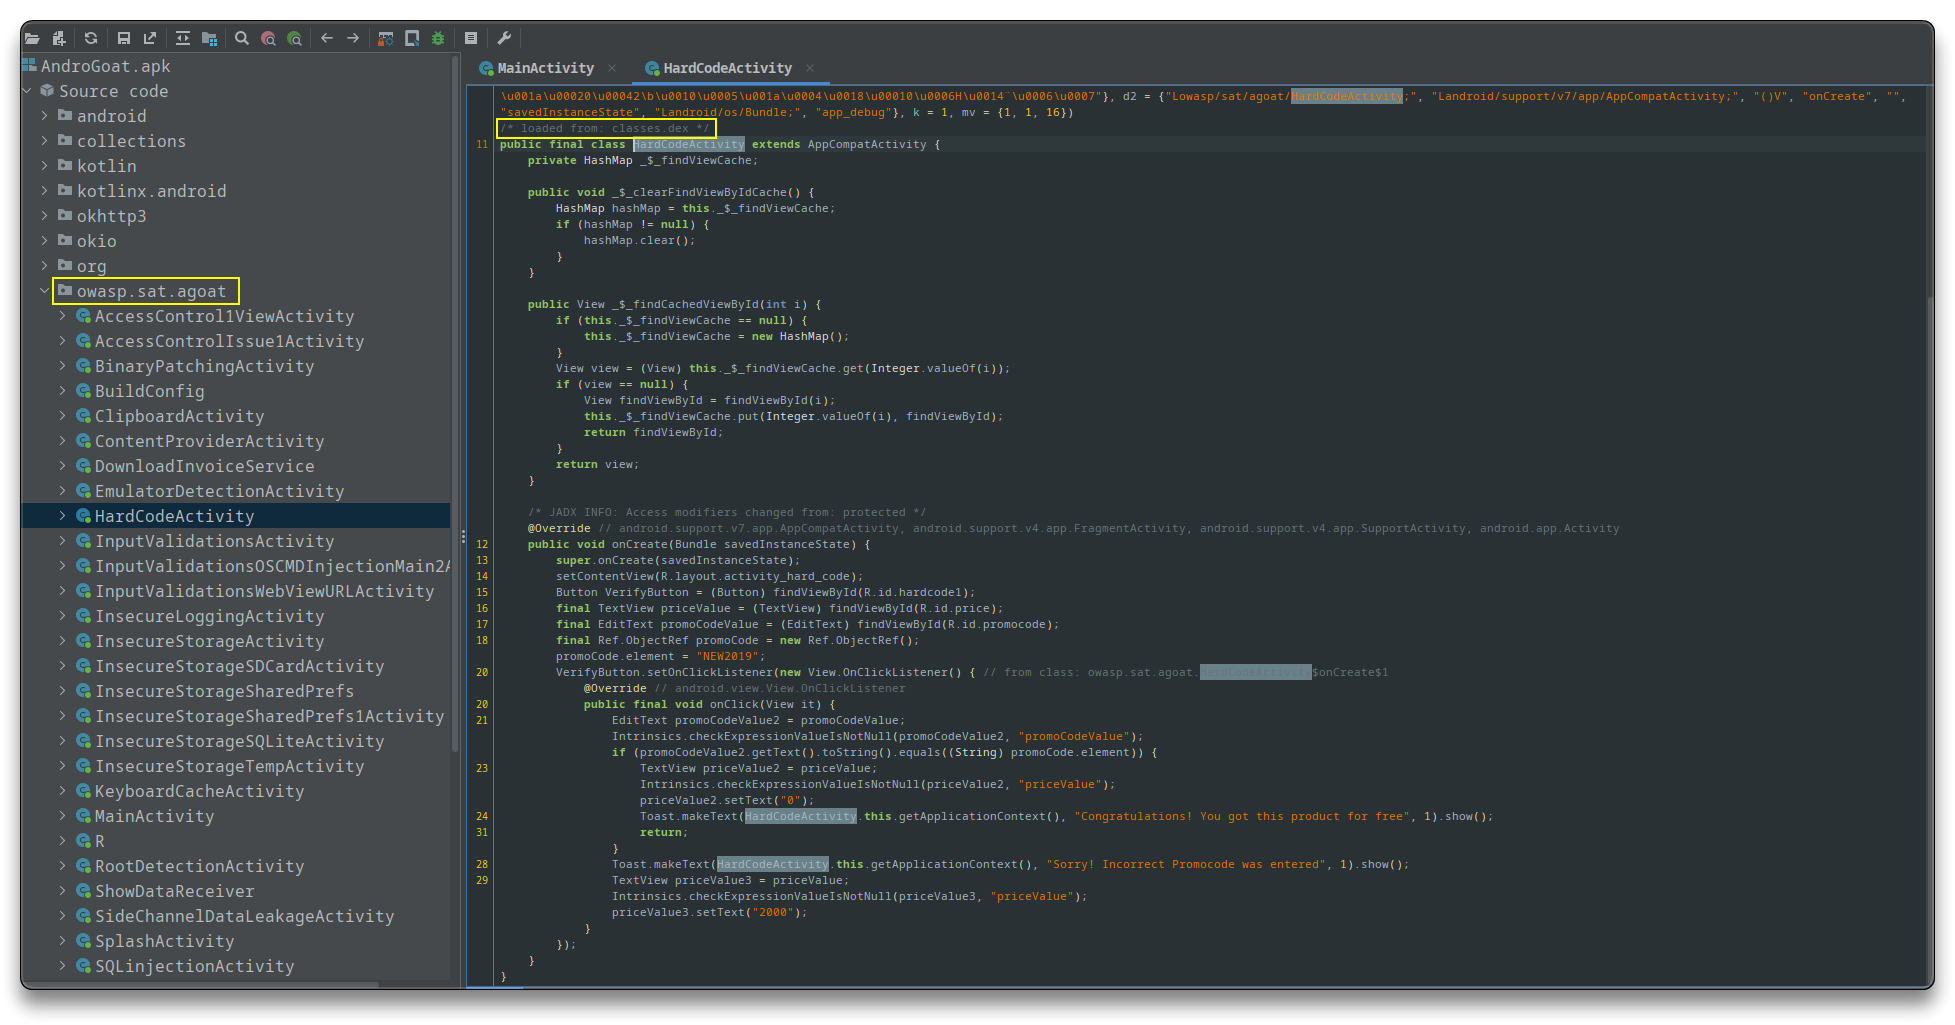 AndroGoat.apk
Source code
android
collections
kotlin
kotlinx.android
okhttp3
okio
org
owasp.sat.agoat
AccessControl1ViewActivity
AccessControlIssue1Activity
BinaryPatchingActivity
BuildConfig
ClipboardActivity
ContentProviderActivity
DownloadInvoiceService
EmulatorDetectionActivity
HardCodeActivity
InputValidationsActivity
InputValidationsOSCMDInjectionMain2A
InputValidationsWebViewURLActivity
InsecureLoggingActivity
InsecureStorageActivity
InsecureStorageSDCardActivity
InsecureStorageSharedPrefs
InsecureStorageSharedPrefs1Activity
InsecureStorageSQLiteActivity
InsecureStorageTempActivity
KeyboardCacheActivity
MainActivity
R
RootDetectionActivity
ShowDataReceiver
SideChannelDataLeakageActivity
SplashActivity
SQLinjectionActivity
MainActivity × HardCodeActivity ×
\u001a\u00020\u00042\b\u0010\u0005\u001a\u0004\u0018\u00010\u0006H\u0014¨\u0006\u0007"}, d2 = {"Lowasp/sat/agoat/HardCodeActivity;", "Landroid/support/v7/app/AppCompatActivity;", "()V", "onCreate", "",
"savedInstanceState", "Landroid/os/Bundle;", "app_debug"}, k = 1, mv = {1, 1, 16})
/* loaded from: classes.dex */
11 public final class HardCodeActivity extends AppCompatActivity {
private HashMap _$_findViewCache;
public void _$_clearFindViewByIdCache() {
HashMap hashMap = this._$_findViewCache;
if (hashMap != null) {
hashMap.clear();
}
}
public View _$_findCachedViewById(int i) {
if (this._$_findViewCache == null) {
this._$_findViewCache = new HashMap();
}
View view = (View) this._$_findViewCache.get(Integer.valueOf(i));
if (view == null) {
View findViewById = findViewById(i);
this._$_findViewCache.put(Integer.valueOf(i), findViewById);
return findViewById;
}
return view;
}
/* JADX INFO: Access modifiers changed from: protected */
@Override // android.support.v7.app.AppCompatActivity, android.support.v4.app.FragmentActivity, android.support.v4.app.SupportActivity, android.app.Activity
12 public void onCreate(Bundle savedInstanceState) {
13 super.onCreate(savedInstanceState);
14 setContentView(R.layout.activity_hard_code);
15 Button VerifyButton = (Button) findViewById(R.id.hardcode1);
16 final TextView priceValue = (TextView) findViewById(R.id.price);
17 final EditText promoCodeValue = (EditText) findViewById(R.id.promocode);
18 final Ref.ObjectRef promoCode = new Ref.ObjectRef();
promoCode.element = "NEW2019";
20 VerifyButton.setOnClickListener(new View.OnClickListener() { // from class: owasp.sat.agoat.HardCodeActivity$onCreate$1
@Override // android.view.View.OnClickListener
20 public final void onClick(View it) {
21 EditText promoCodeValue2 = promoCodeValue;
Intrinsics.checkExpressionValueIsNotNull(promoCodeValue2, "promoCodeValue");
if (promoCodeValue2.getText().toString().equals((String) promoCode.element)) {
23 TextView priceValue2 = priceValue;
Intrinsics.checkExpressionValueIsNotNull(priceValue2, "priceValue");
priceValue2.setText("0");
24 Toast.makeText(HardCodeActivity.this.getApplicationContext(), "Congratulations! You got this product for free", 1).show();
31 return;
}
28 Toast.makeText(HardCodeActivity.this.getApplicationContext(), "Sorry! Incorrect Promocode was entered", 1).show();
29 TextView priceValue3 = priceValue;
Intrinsics.checkExpressionValueIsNotNull(priceValue3, "priceValue");
priceValue3.setText("2000");
}
});
}
}